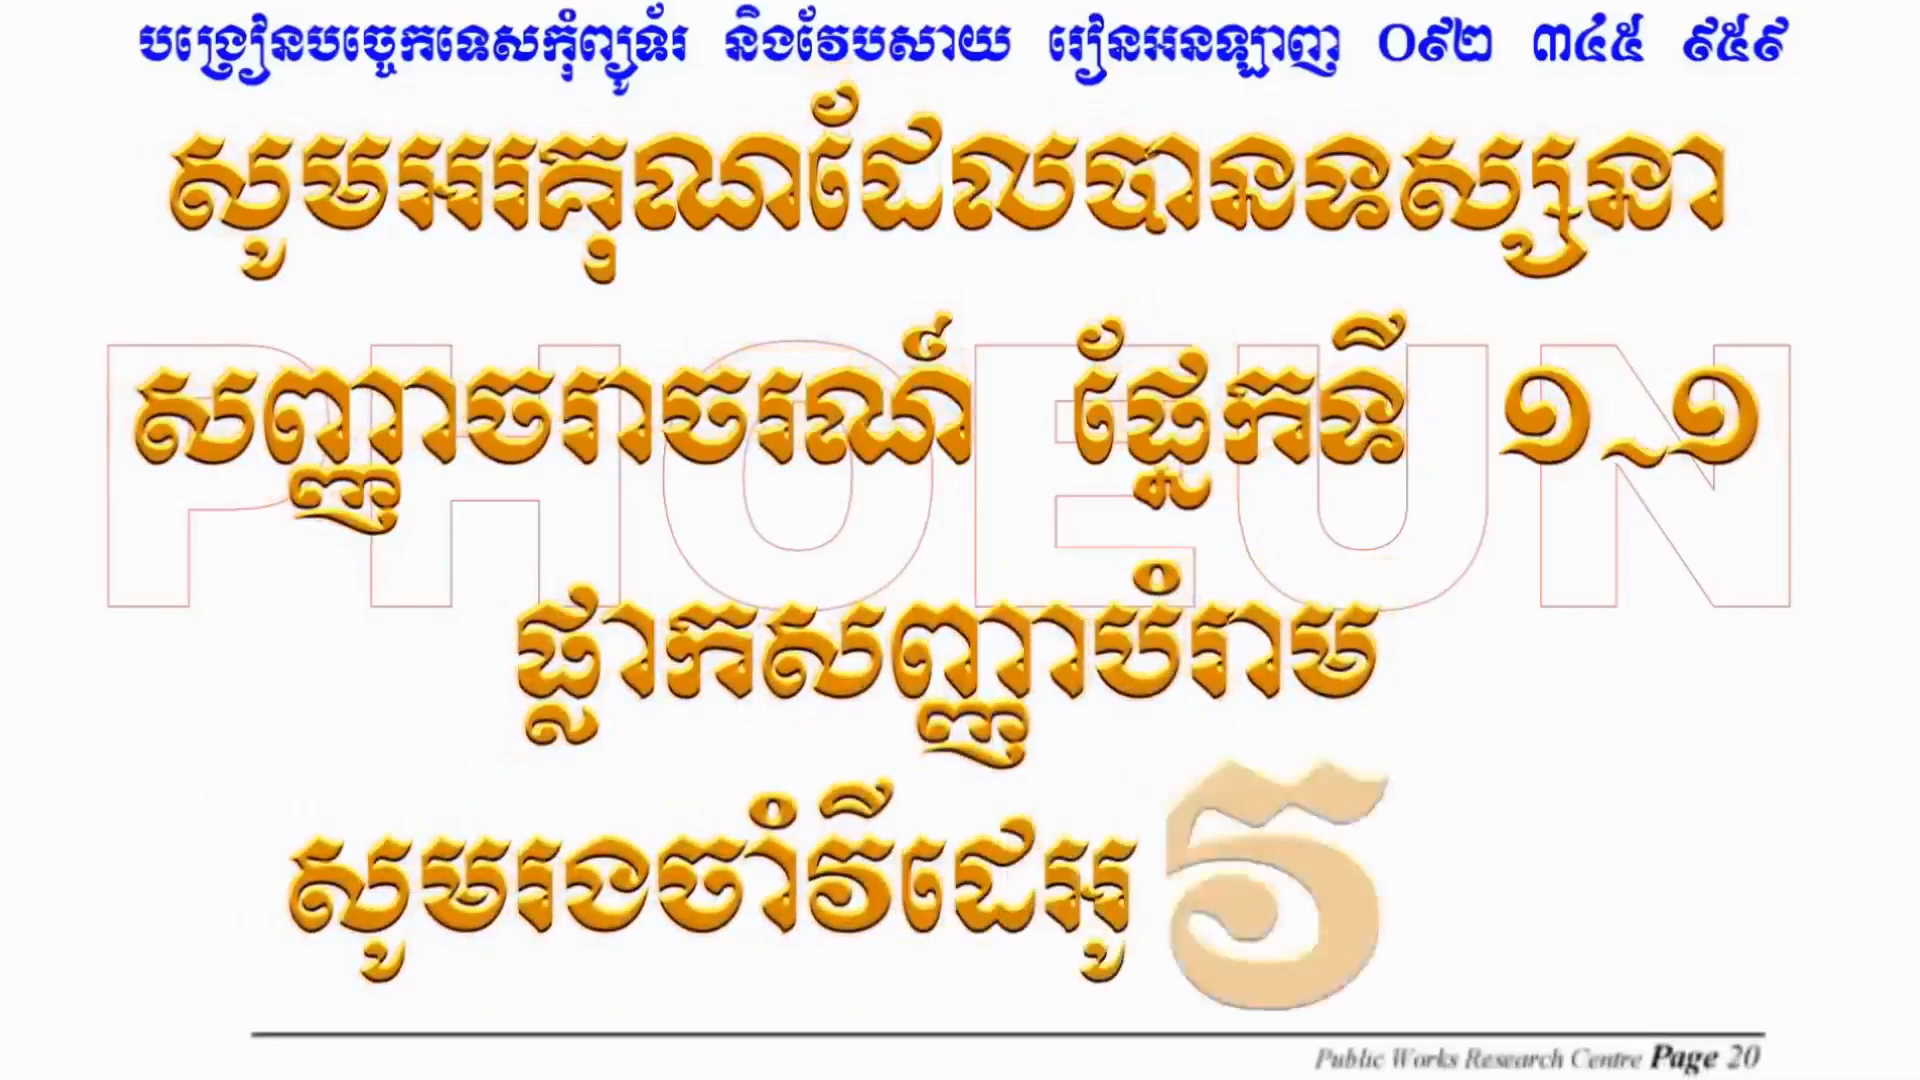 បង្រៀនបច្ចេកទេសកុំព្យូទ័រ និងវែបសាយ រៀនអនឡាញ ០៩២ ៣៤៥ ៩៥៩
សូមអរគុណដែលបានទស្សនា
សញ្ញាចរាចរណ៍ ផ្នែកទី ១_១
PHOEUN
ផ្លាកសញ្ញាបំរាម
សូមរងចាំវីដេអូ ៥
Public Works Research Centre Page 20